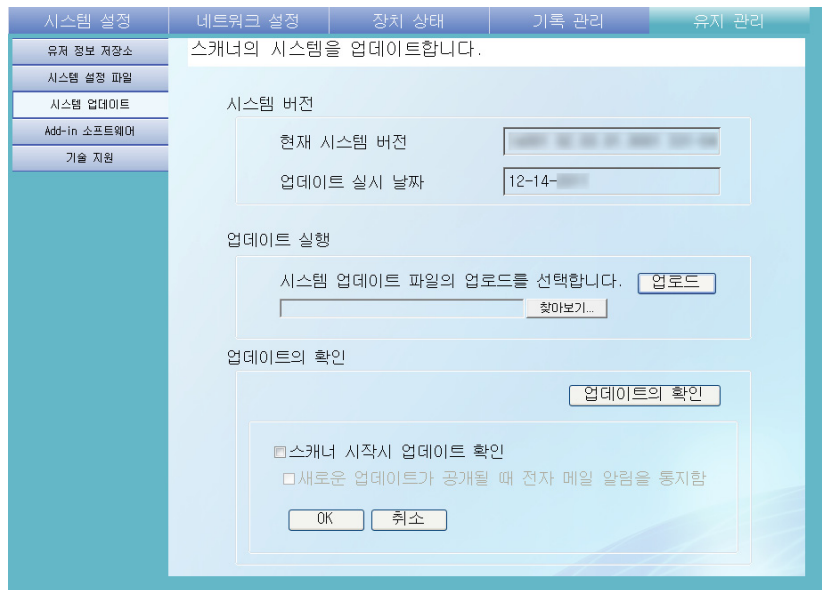 시스템 설정
네트워크 설정
장치 상태
기록 관리
유지 관리
유저 정보 저장소
시스템 설정 파일
시스템 업데이트
Add-in 소프트웨어
기술 지원
스캐너의 시스템을 업데이트합니다.
시스템 버전
현재 시스템 버전
업데이트 실시 날짜
12-14-
업데이트 실행
시스템 업데이트 파일의 업로드를 선택합니다.
업로드
찾아보기...
업데이트의 확인
업데이트의 확인
스캐너 시작시 업데이트 확인
새로운 업데이트가 공개될 때 전자 메일 알림을 통지함
OK
취소